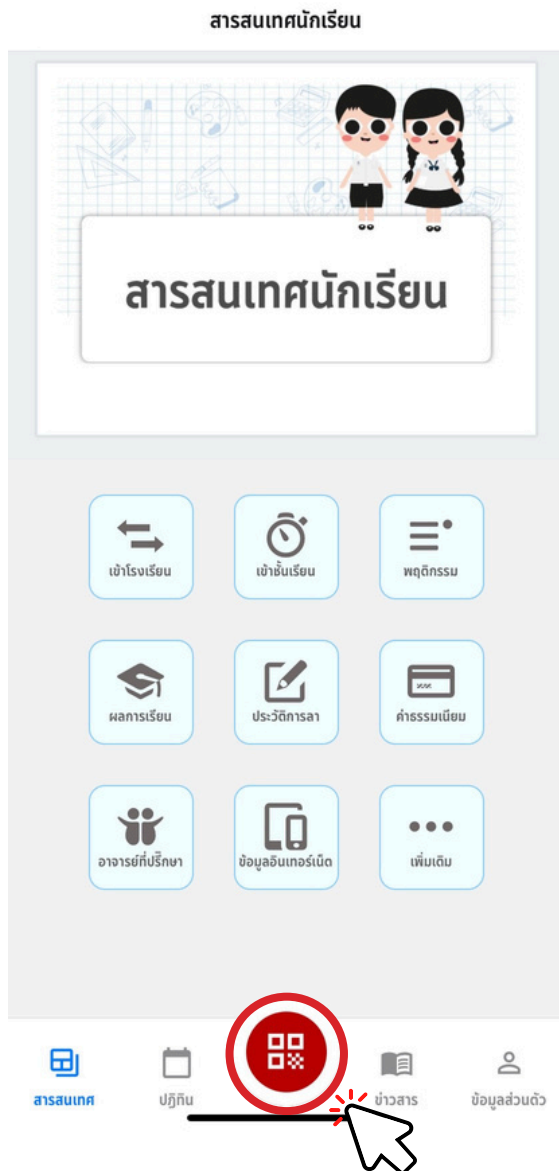 สารสนเทศนักเรียน
สารสนเทศนักเรียน
เข้าโรงเรียน
เข้าชั้นเรียน
พฤติกรรม
ผลการเรียน
ประวัติการลา
ค่าธรรมเนียม
อาจารย์ที่ปรึกษา
ข้อมูลอินเทอร์เน็ต
เพิ่มเติม
สารสนเทศ
ปฏิทิน
ข่าวสาร
ข้อมูลส่วนตัว